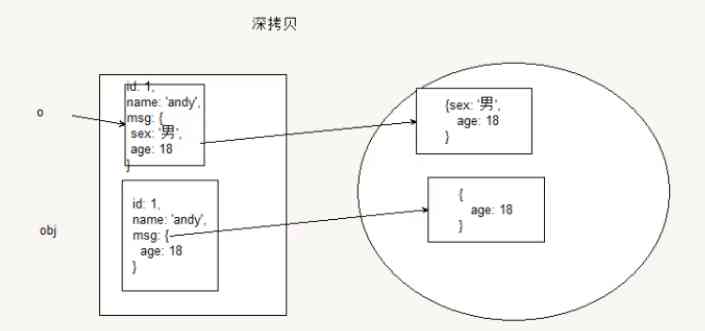 深拷贝
o
id: 1,
name: 'andy',
msg: {
sex: '男',
age: 18
}
{sex: '男',
age: 18
}
obj
id: 1,
name: 'andy',
msg: {
age: 18
}
{
age: 18
}